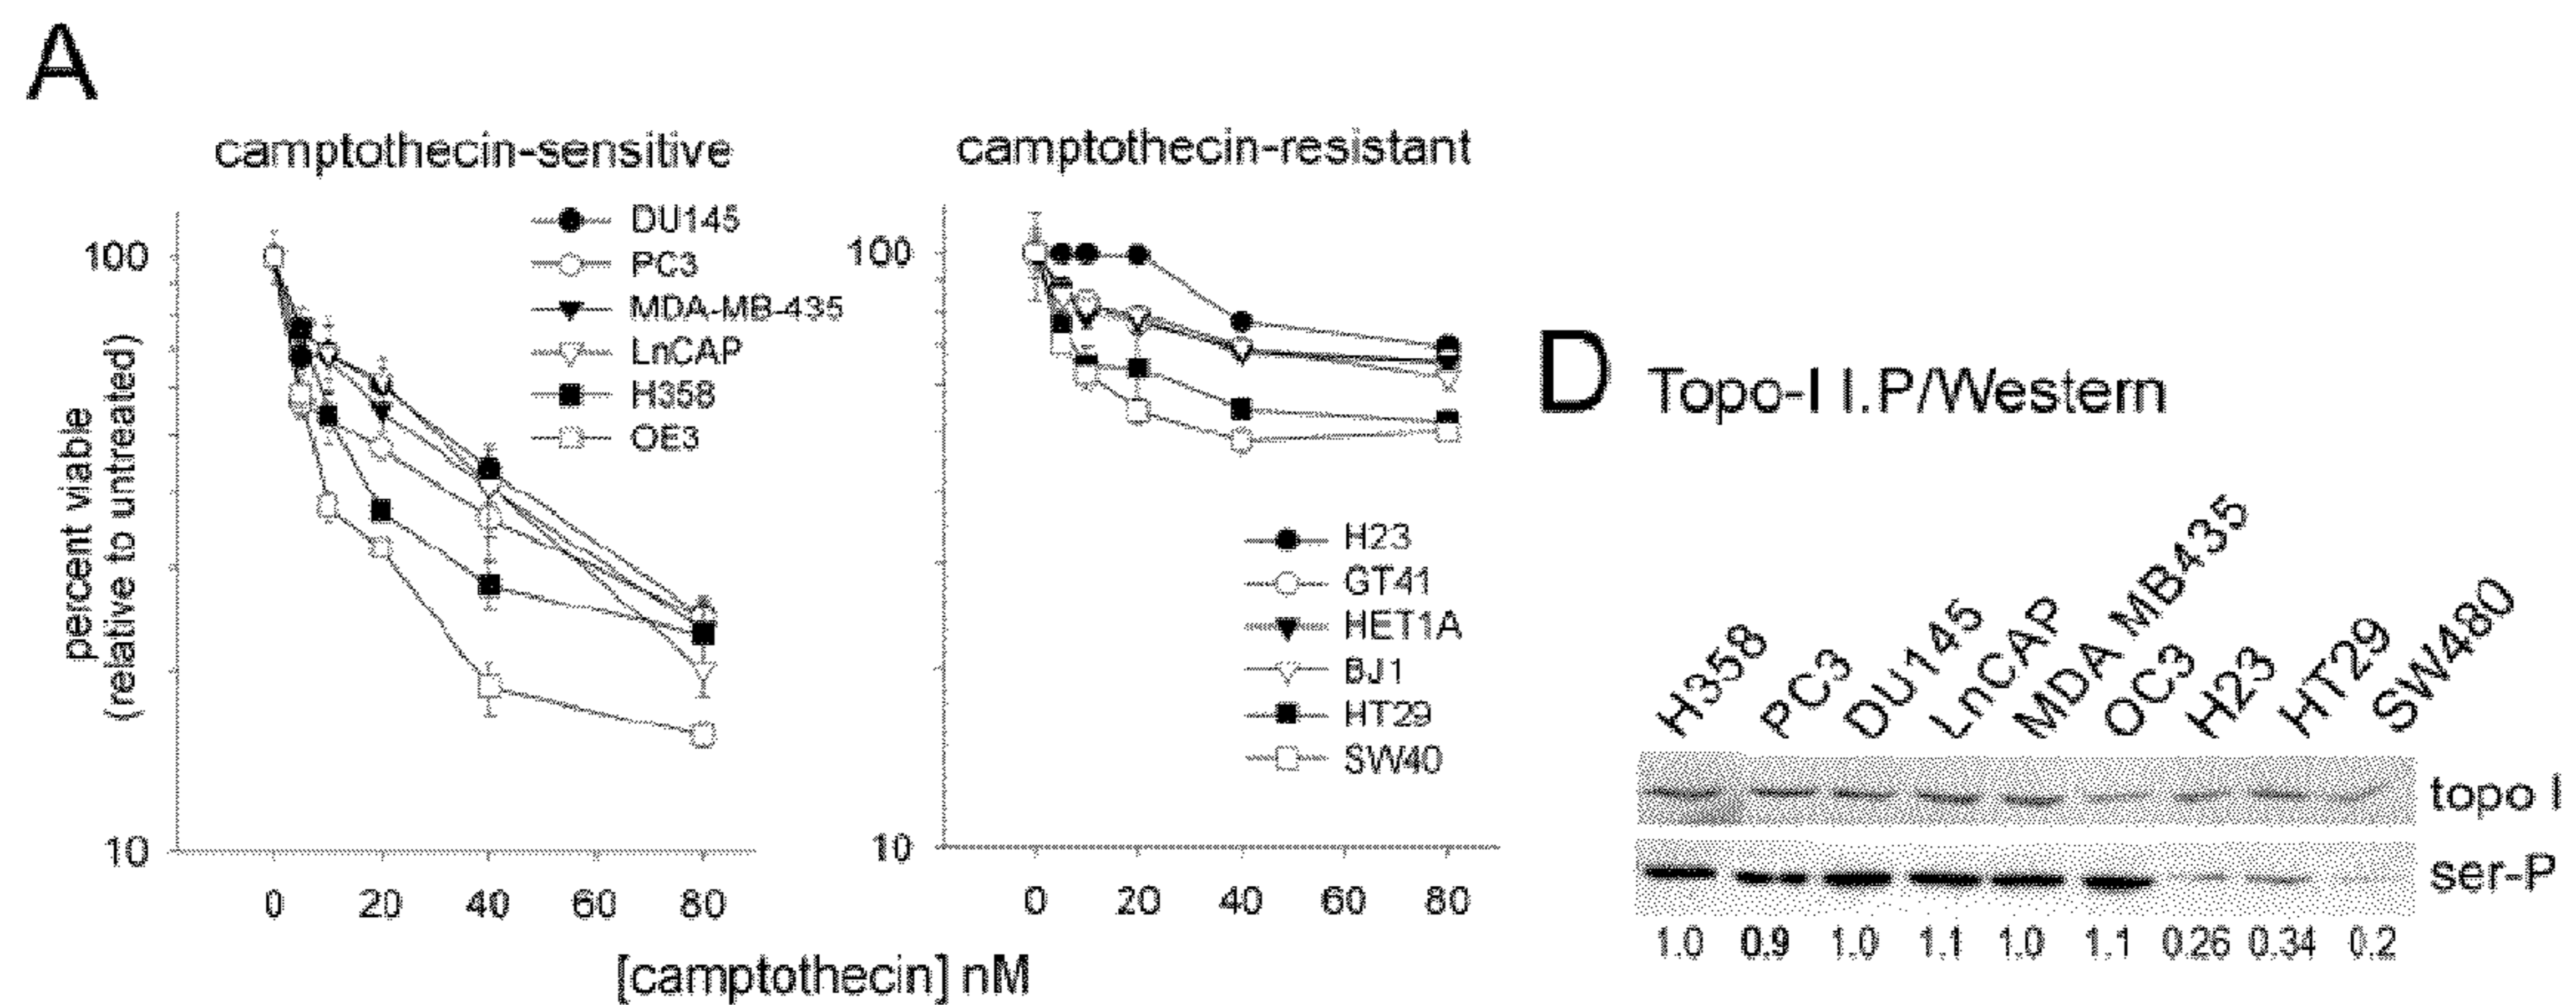 A
camptothecin-sensitive
DU145
PC3
MDA-MB-435
LnCAP
H358
OE3
100
10
percent viable
(relative to untreated)
0 20 40 60 80
camptothecin-resistant
100
10
H23
GT41
HET1A
BJ1
HT29
SW40
0 20 40 60 80
[camptothecin] nM
D Topo-I I.P/Western
H358 PC3 DU145 LnCAP MDA MB435 OC3 H23 HT29 SW480
topo I
ser-P
1.0 0.9 1.0 1.1 1.0 1.1 0.26 0.34 0.2